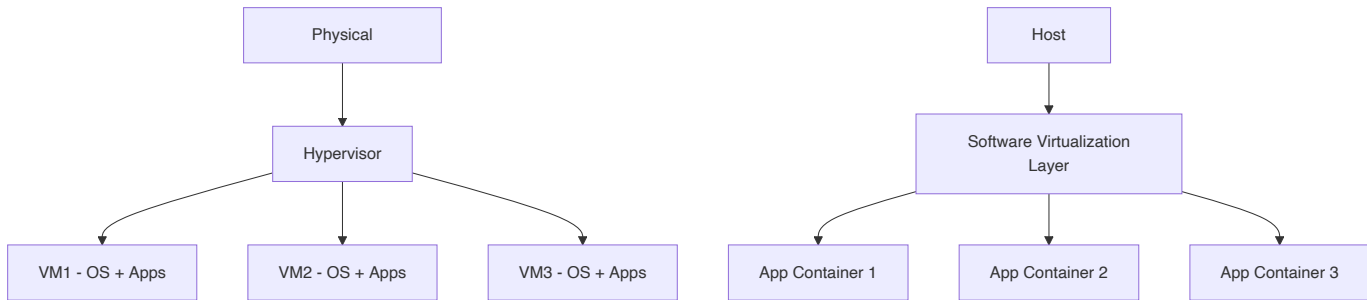 Physical
Host
Hypervisor
Software Virtualization
Layer
VM1 - OS + Apps
VM2 - OS + Apps
VM3 - OS + Apps
App Container 1
App Container 2
App Container 3